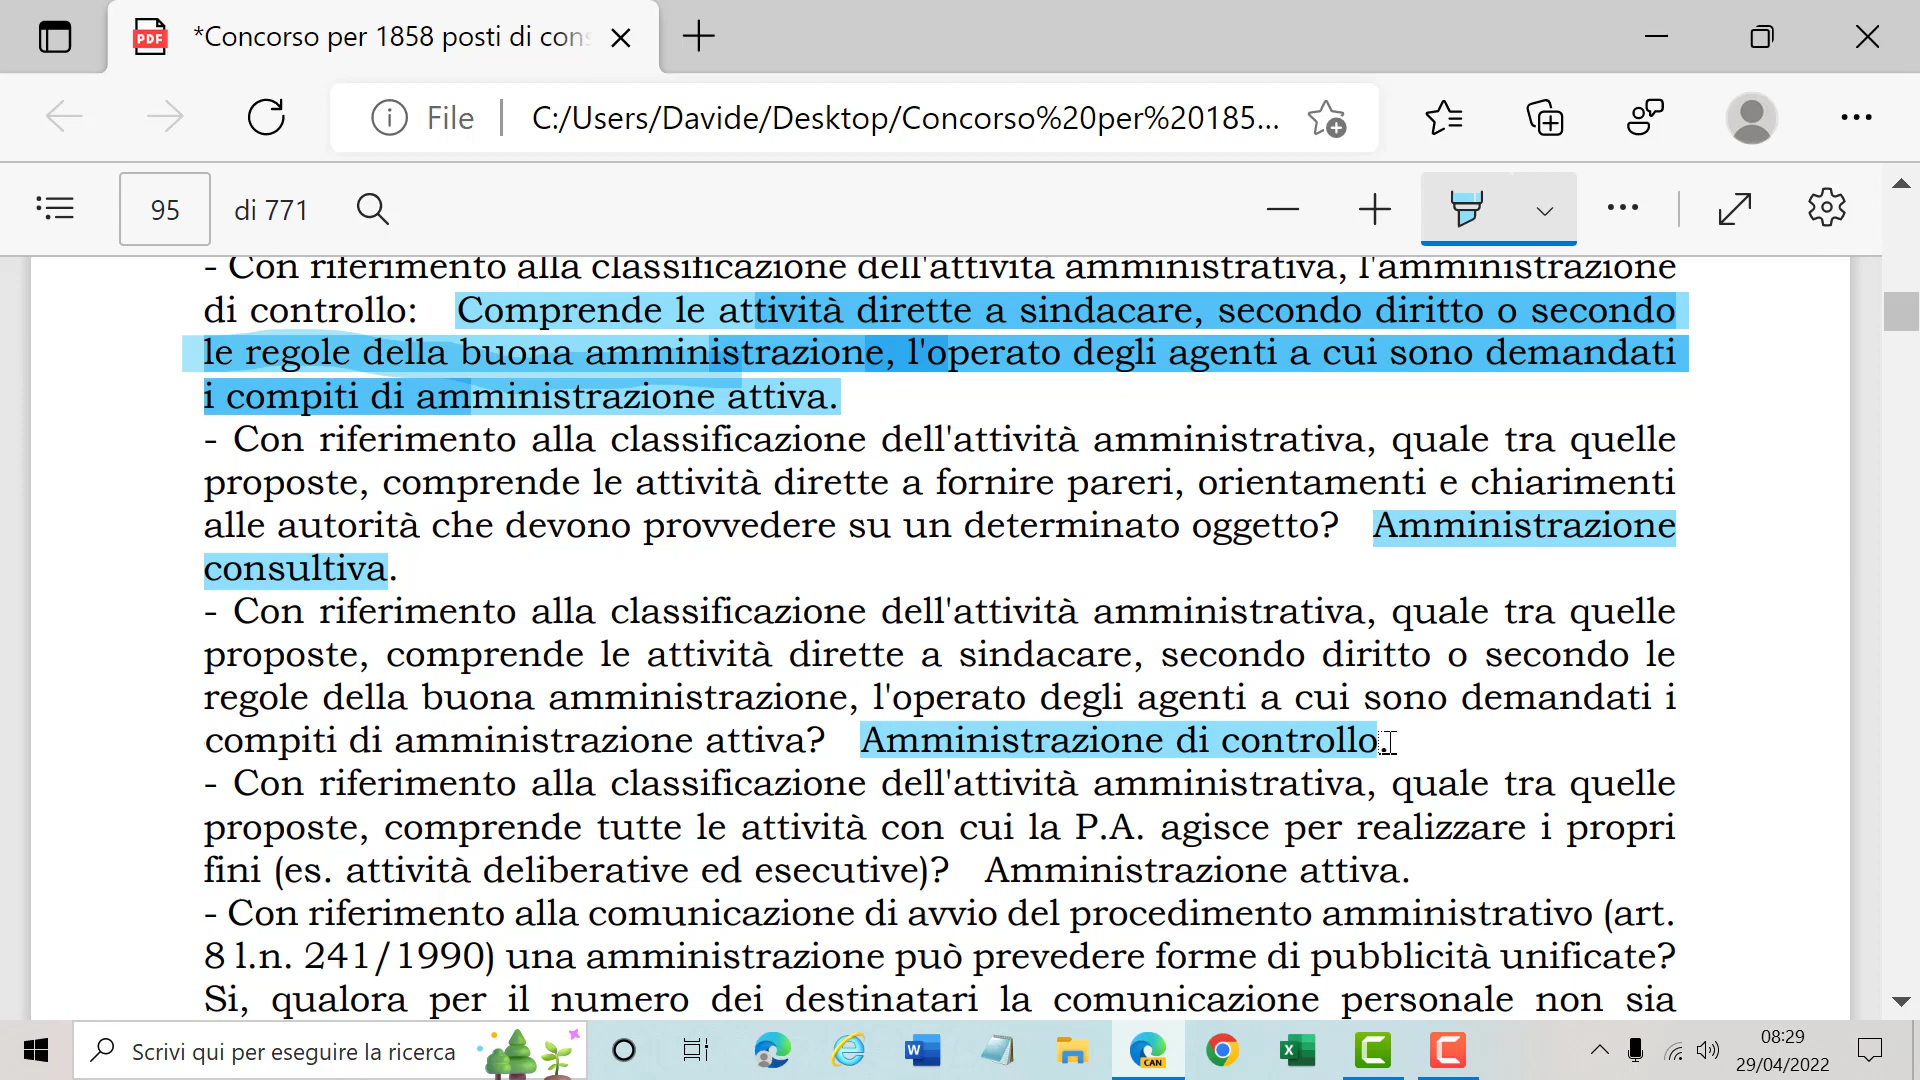 *Concorso per 1858 posti di con
File
C:/Users/Davide/Desktop/Concorso%20per%20185...
95
di 771
- Con riferimento alla classificazione dell'attività amministrativa, l'amministrazione
di controllo: Comprende le attività dirette a sindacare, secondo diritto o secondo
le regole della buona amministrazione, l'operato degli agenti a cui sono demandati
i compiti di amministrazione attiva.
- Con riferimento alla classificazione dell'attività amministrativa, quale tra quelle
proposte, comprende le attività dirette a fornire pareri, orientamenti e chiarimenti
alle autorità che devono provvedere su un determinato oggetto? Amministrazione
consultiva.
- Con riferimento alla classificazione dell'attività amministrativa, quale tra quelle
proposte, comprende le attività dirette a sindacare, secondo diritto o secondo le
regole della buona amministrazione, l'operato degli agenti a cui sono demandati i
compiti di amministrazione attiva? Amministrazione di controllo.
- Con riferimento alla classificazione dell'attività amministrativa, quale tra quelle
proposte, comprende tutte le attività con cui la P.A. agisce per realizzare i propri
fini (es. attività deliberative ed esecutive)? Amministrazione attiva.
- Con riferimento alla comunicazione di avvio del procedimento amministrativo (art.
8 l.n. 241/1990) una amministrazione può prevedere forme di pubblicità unificate?
Si, qualora per il numero dei destinatari la comunicazione personale non sia
Scrivi qui per eseguire la ricerca
CAN
08:29
29/04/2022